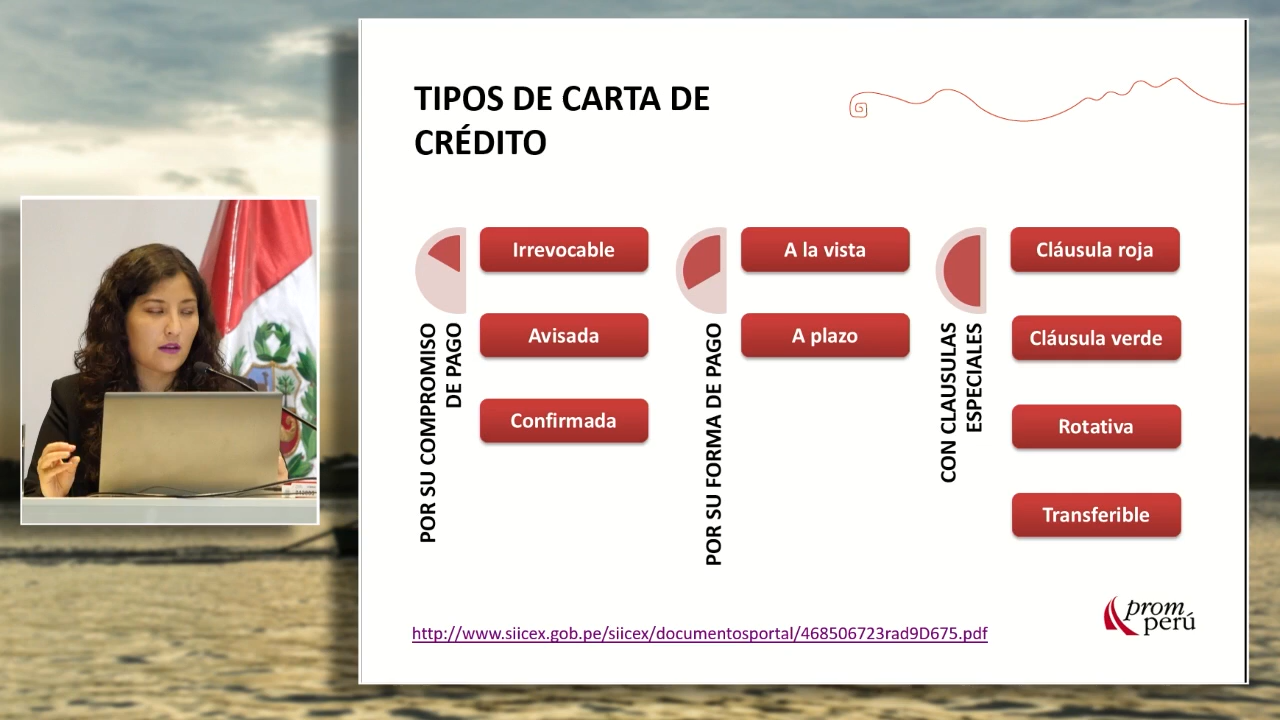 TIPOS DE CARTA DE
CRÉDITO
POR SU COMPROMISO
DE PAGO
Irrevocable
Avisada
Confirmada
POR SU FORMA DE PAGO
A la vista
A plazo
CON CLAUSULAS
ESPECIALES
Cláusula roja
Cláusula verde
Rotativa
Transferible
http://www.siicex.gob.pe/siicex/documentosportal/468506723rad9D675.pdf
prom
perú